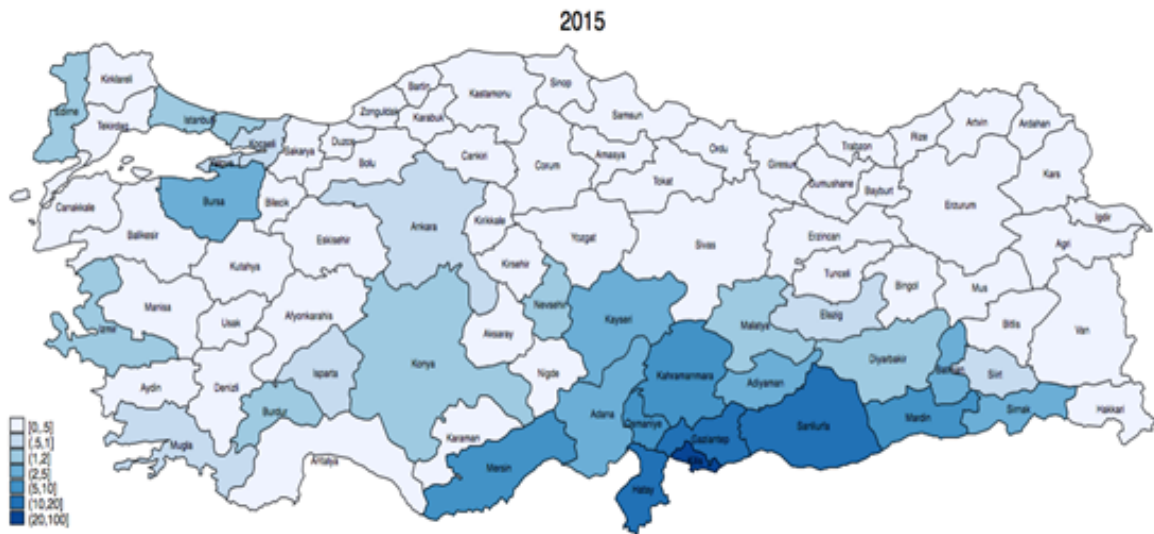 2015
Kirklareli
Edirne
Tekirdag
Istanbul
Kocaeli
Sakarya
Duzce
Zonguldak
Bartin
Karabuk
Kastamonu
Sinop
Samsun
Bolu
Cankiri
Corum
Amasya
Ordu
Tokat
Giresun
Trabzon
Gumushane
Bayburt
Rize
Artvin
Ardahan
Kars
Igdir
Agri
Erzurum
Erzincan
Canakkale
Balikesir
Bursa
Bilecik
Eskisehir
Ankara
Kirikkale
Kirsehir
Yozgat
Sivas
Tunceli
Bingol
Mus
Bitlis
Van
Kutahya
Manisa
Usak
Afyonkarahis
Izmir
Aydin
Denizli
Isparta
Burdur
Konya
Aksaray
Nevsehir
Nigde
Kayseri
Malatya
Elazig
Diyarbakir
Siirt
Sirnak
Hakkari
Mugla
Antalya
Karaman
Mersin
Adana
Osmaniye
Kahramanmara
Adiyaman
Gaziantep
Sanliurfa
Mardin
Hatay
[0,.5]
(.5,1]
(1,2]
(2,5]
(5,10]
(10,20]
(20,100]